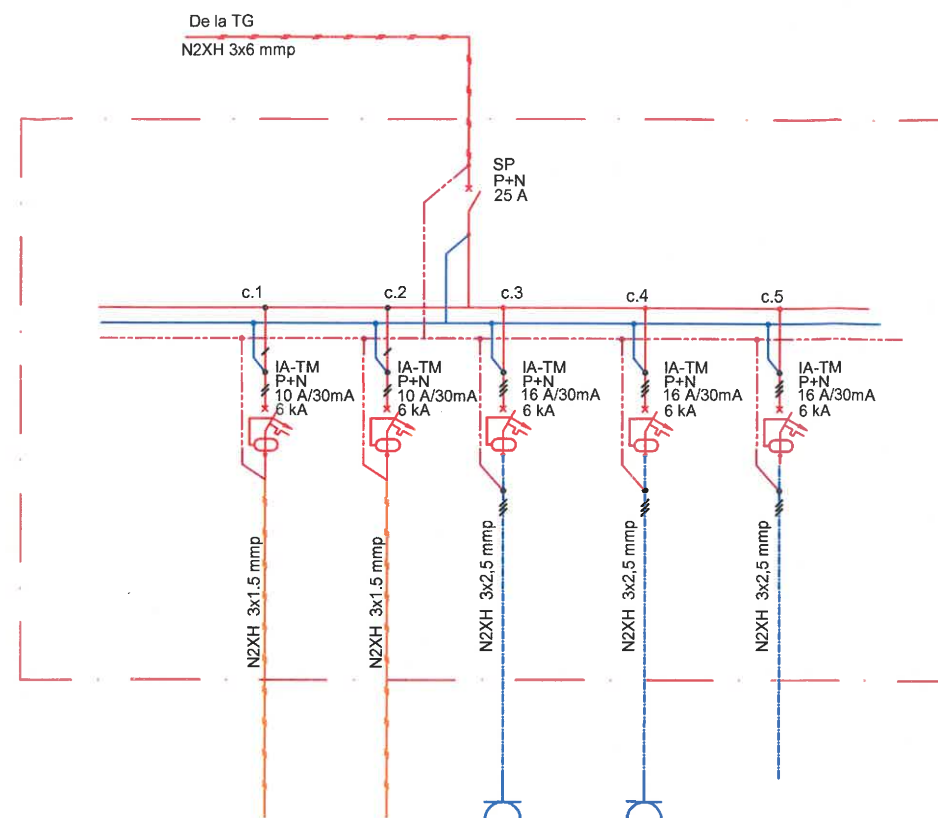 De la TG
N2XH 3x6 mmp
SP
P+N
25 A
c.1
c.2
c.3
c.4
c.5
IA-TM
P+N
10 A/30mA
6 kA
IA-TM
P+N
10 A/30mA
6 kA
IA-TM
P+N
16 A/30mA
6 kA
IA-TM
P+N
16 A/30mA
6 kA
IA-TM
P+N
16 A/30mA
6 kA
N2XH 3x1.5 mmp
N2XH 3x1.5 mmp
N2XH 3x2,5 mmp
N2XH 3x2,5 mmp
N2XH 3x2,5 mmp